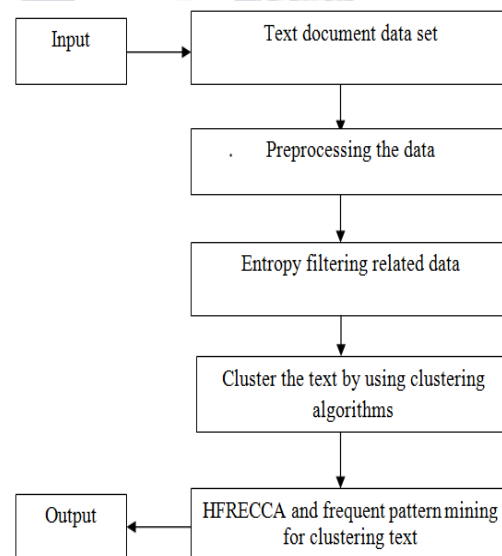 Input
Text document data set
Preprocessing the data
Entropy filtering related data
Cluster the text by using clustering
algorithms
HFRECCA and frequent pattern mining
for clustering text
Output